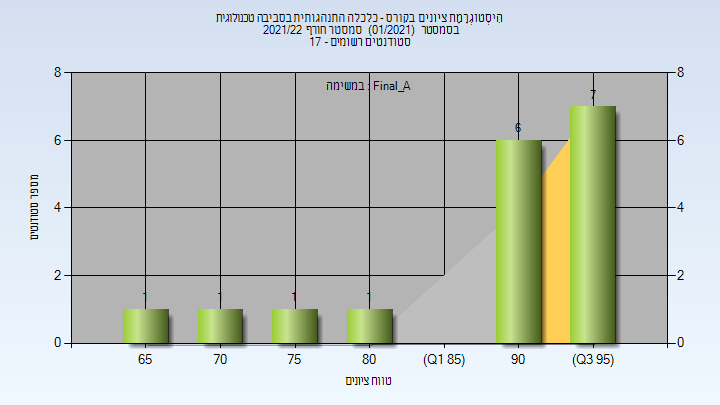 הִיסְטוֹגְרָמַת ציונים בקורס - כלכלה התנהגותית בסביבה טכנולוגית
בסמסטר (01/2021) סמסטר חורף 2021/22
סטודנטים רשומים - 17
במשימה : Final_A
8 8
6 6
4 4
2 2
0 0
1 1 1 1 6 7
מספר סטודנטים
65 70 75 80 (Q1 85) 90 (Q3 95)
טווח ציונים